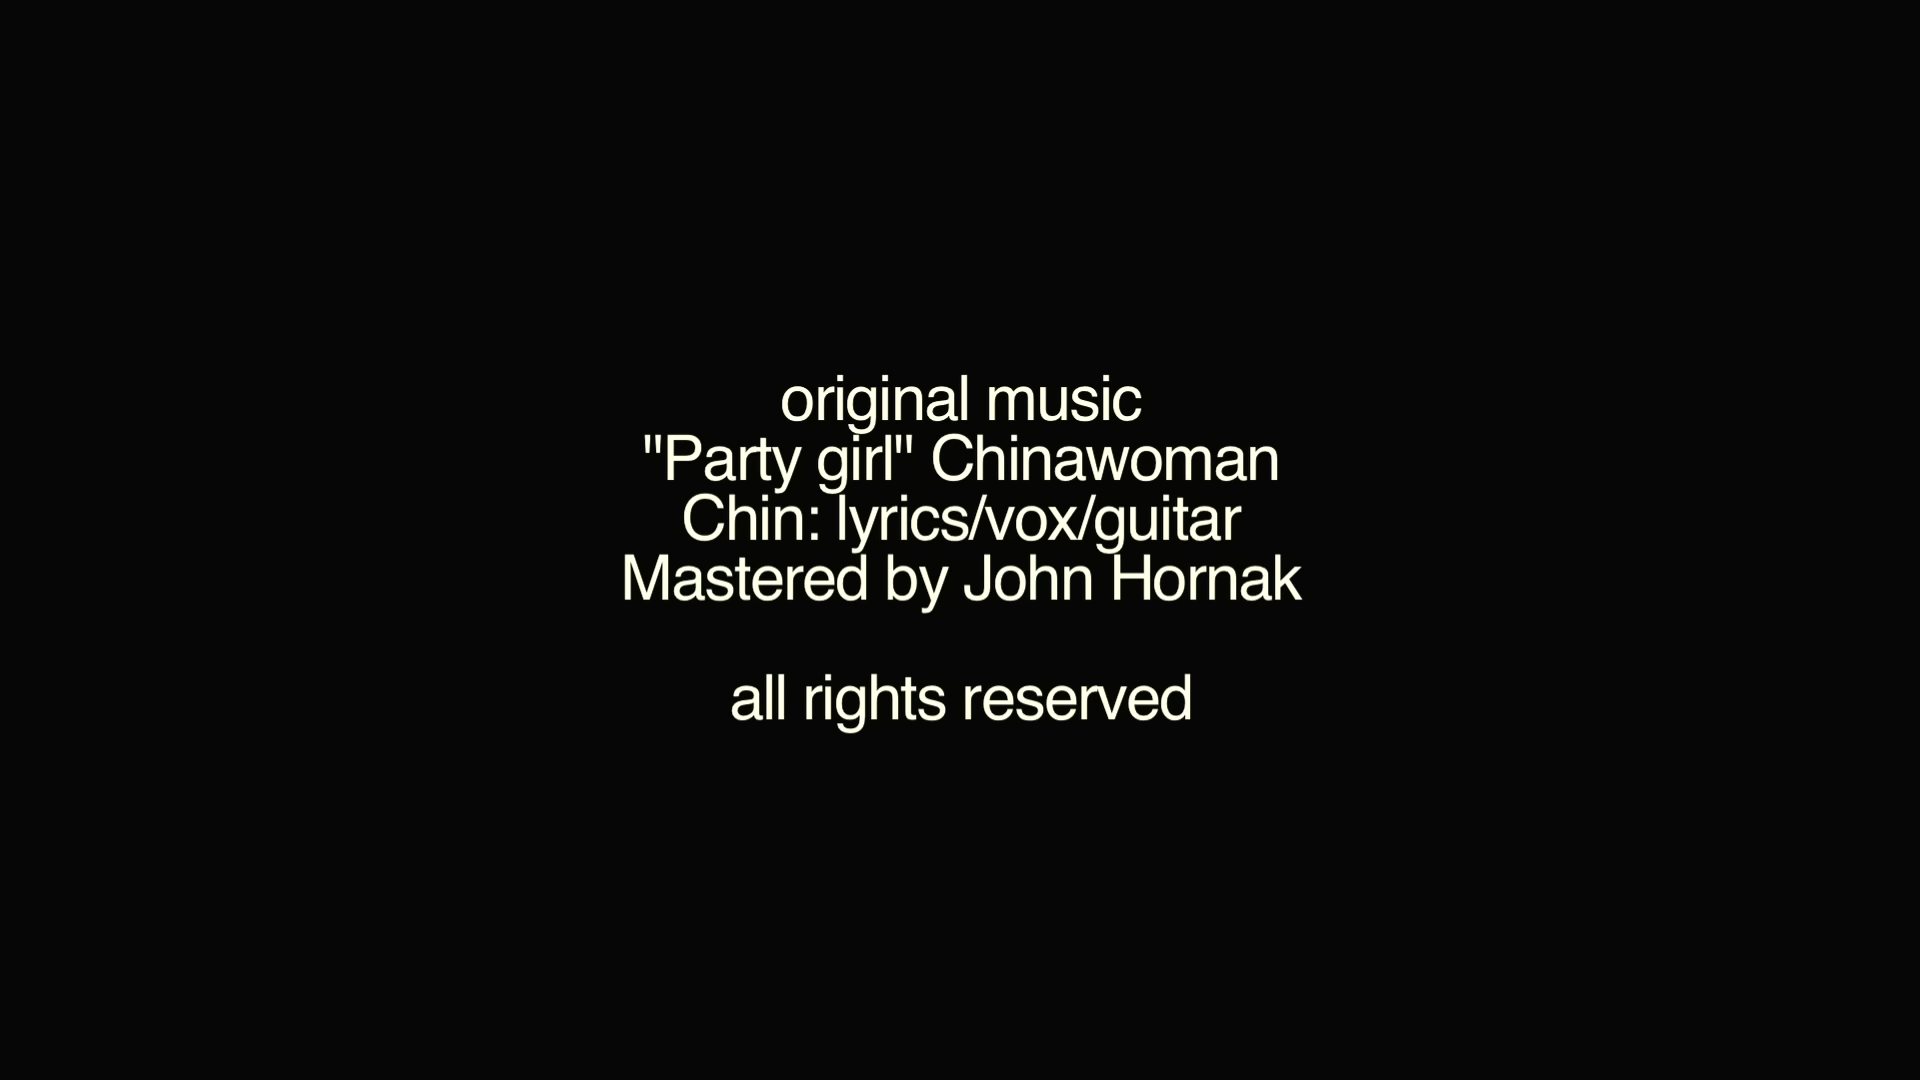 original music
"Party girl" Chinawoman
Chin: lyrics/vox/guitar
Mastered by John Hornak
all rights reserved